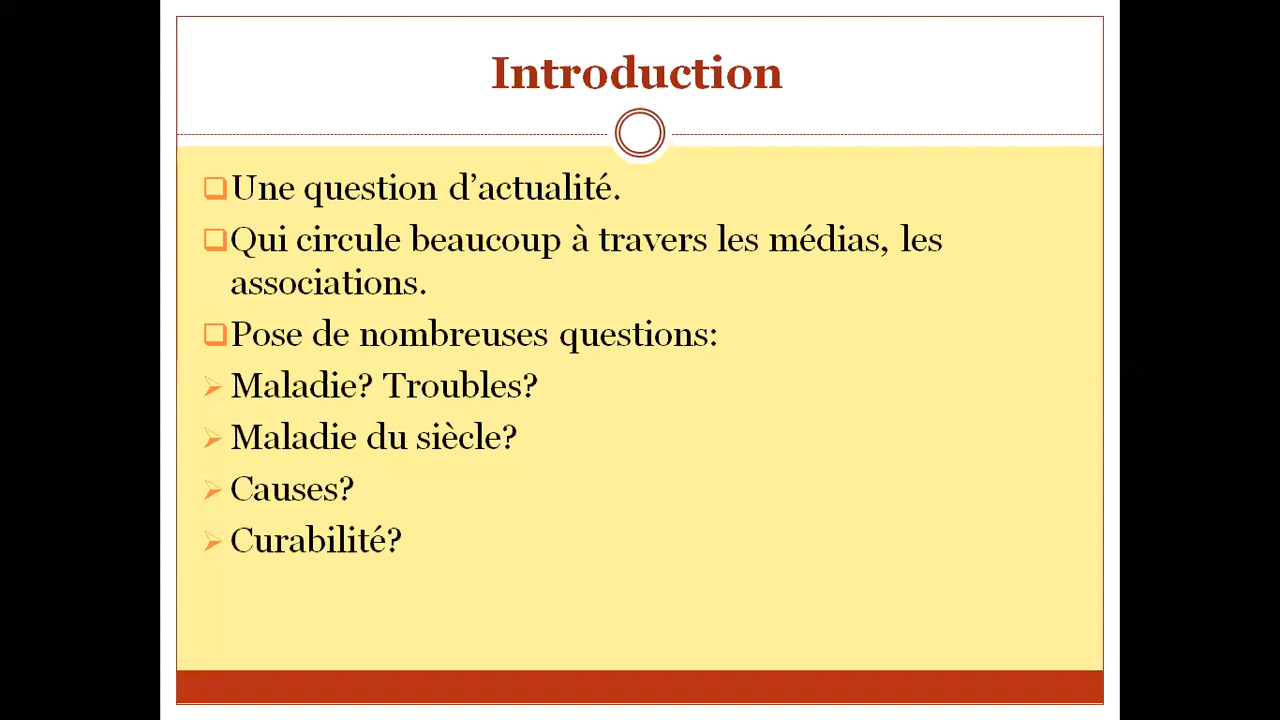 Introduction
Une question d’actualité.
Qui circule beaucoup à travers les médias, les
associations.
Pose de nombreuses questions:
Maladie? Troubles?
Maladie du siècle?
Causes?
Curabilité?